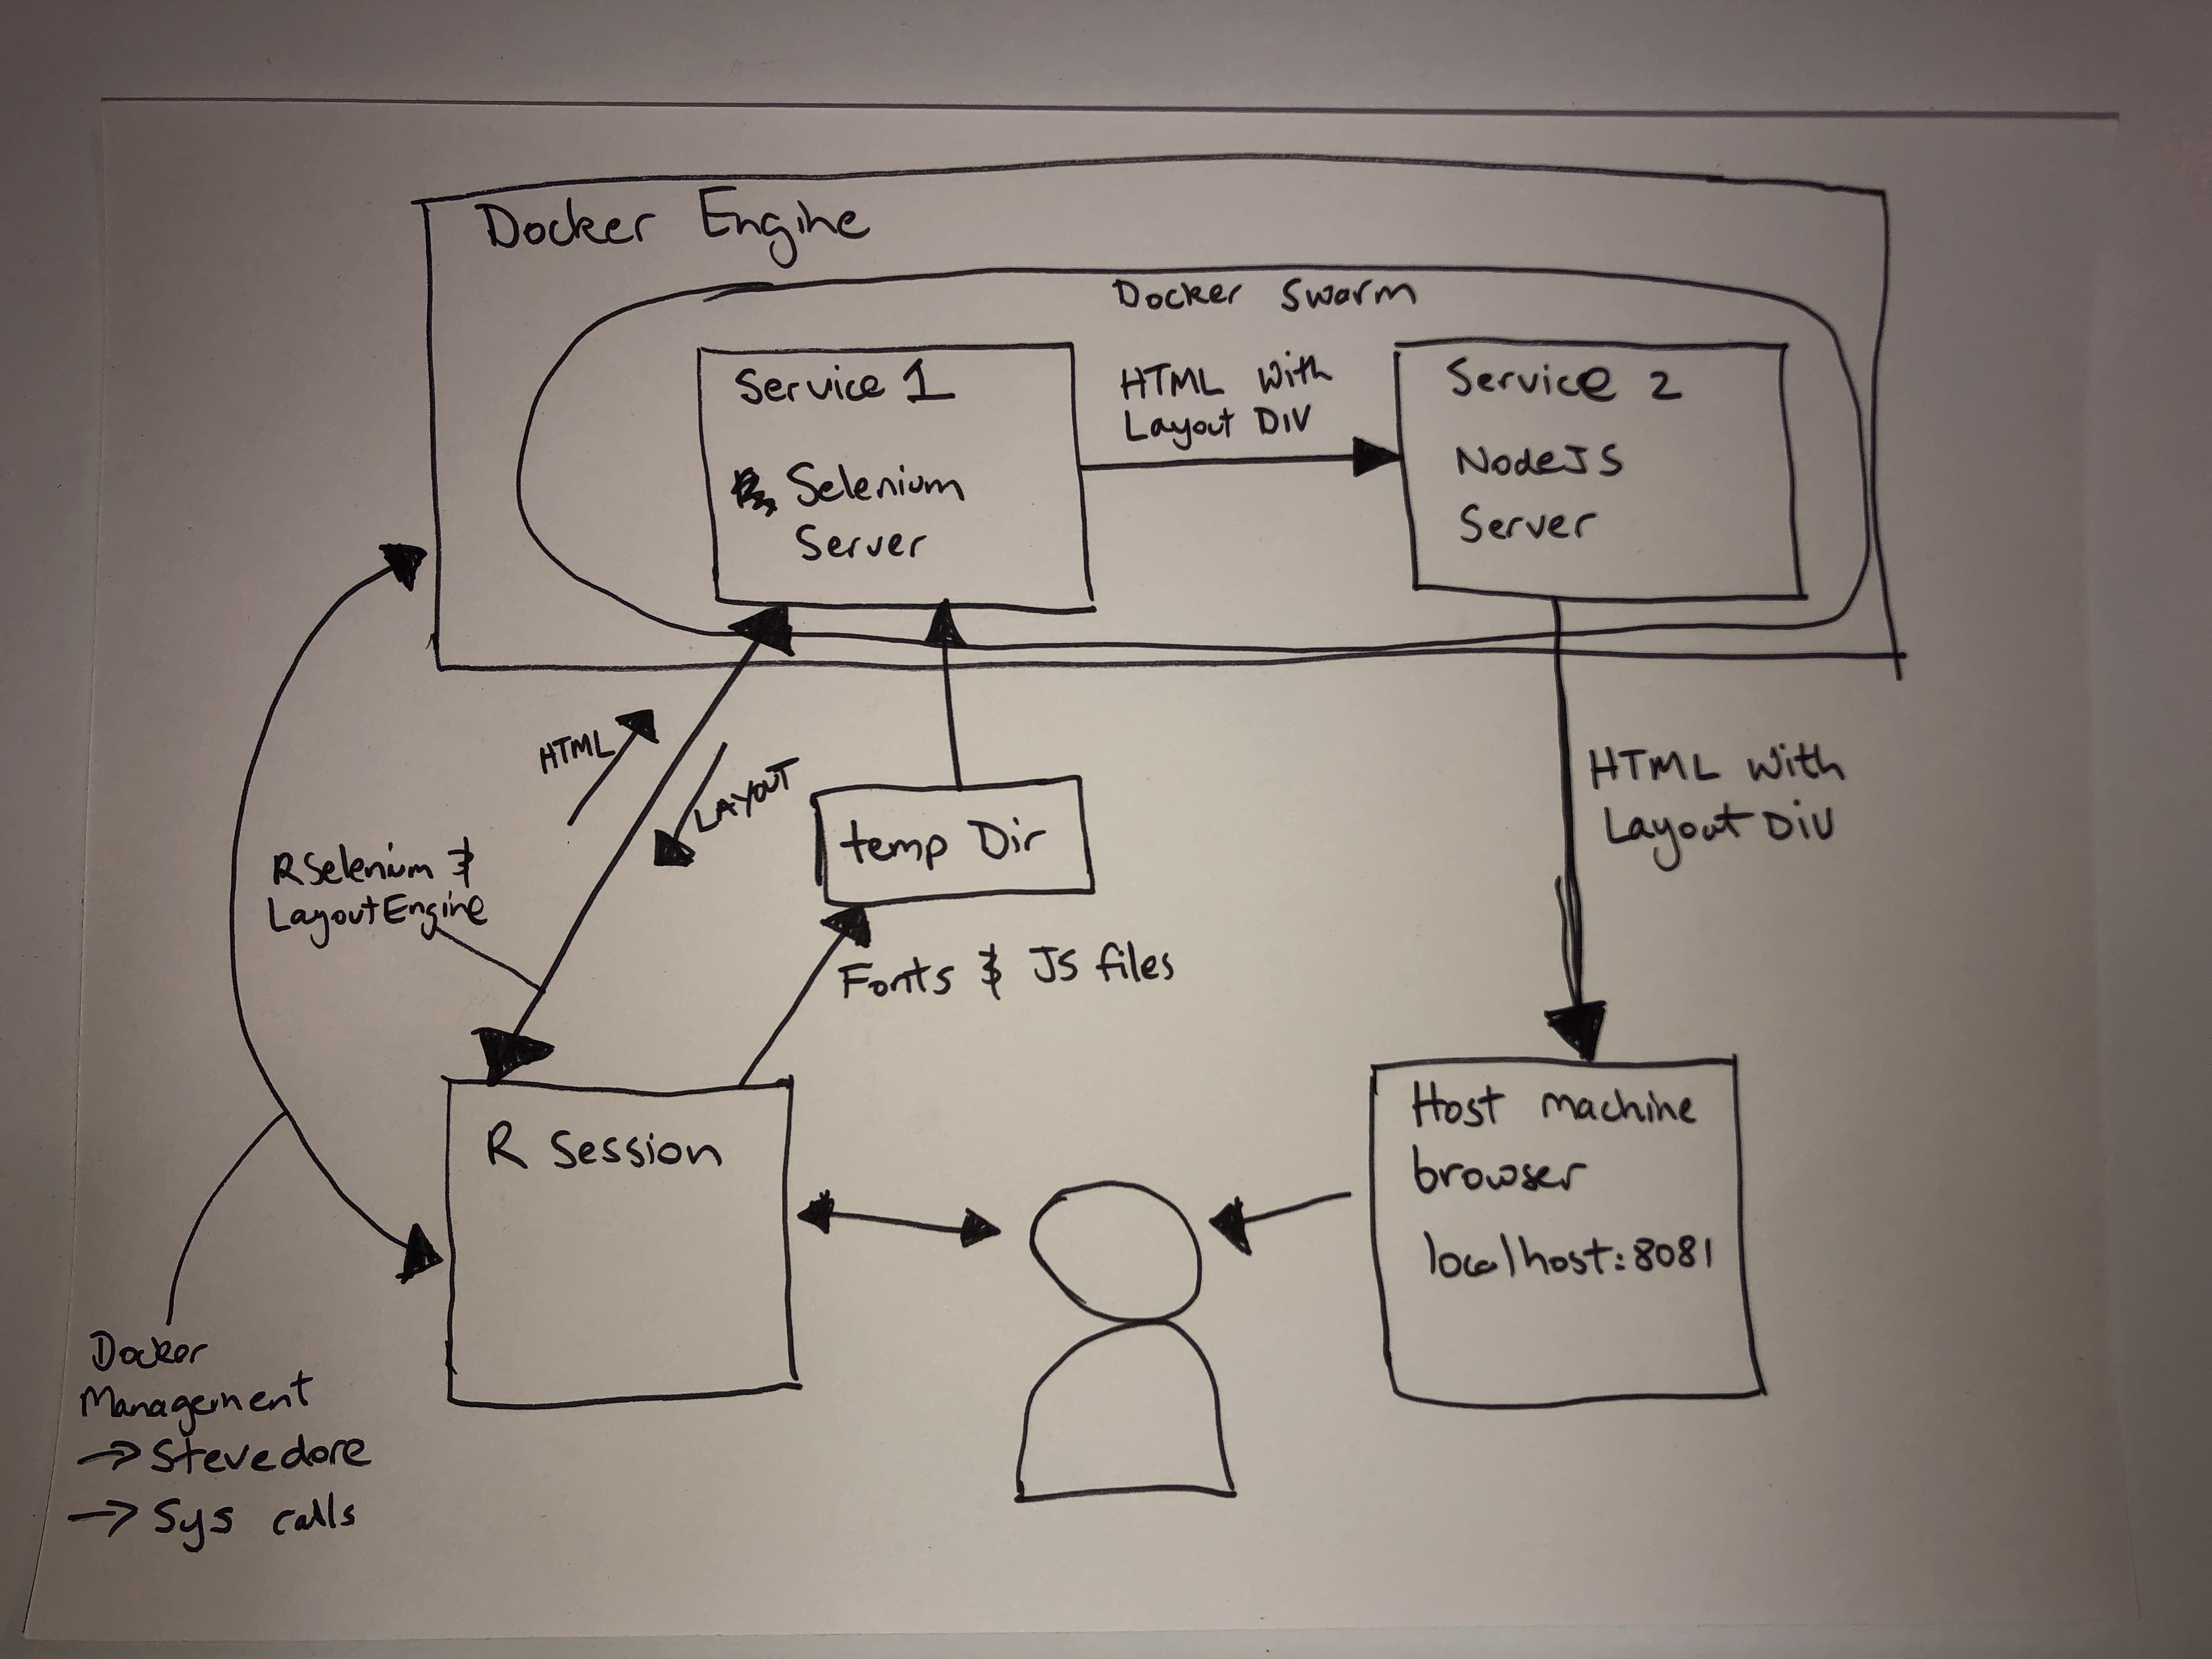 Docker Engine
Docker Swarm
Service 1
Selenium
Server
HTML With
Layout DIV
Service 2
NodeJS
Server
HTML
LAYOUT
RSelenium &
LayoutEngine
temp Dir
Fonts & JS files
HTML With
Layout DIV
R Session
Host machine
browser
localhost:8081
Docker
Management
→ Stevedore
→ Sys calls